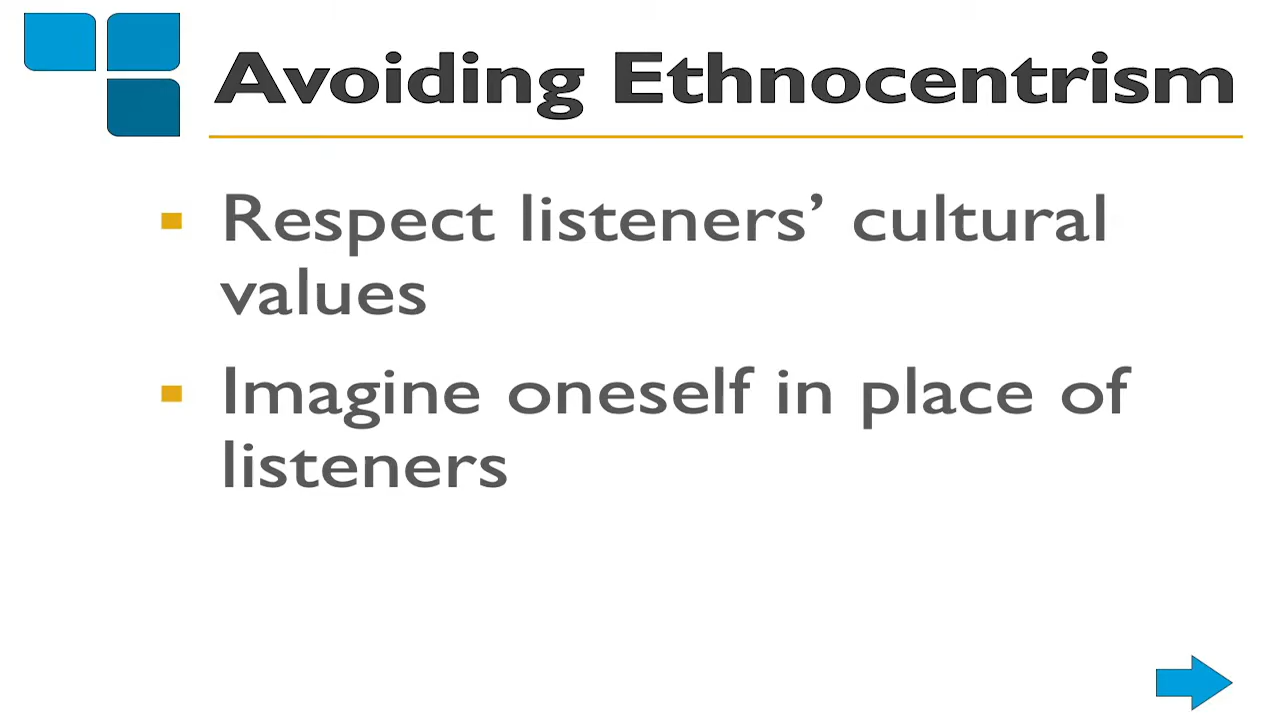 Avoiding Ethnocentrism
Respect listeners’ cultural
values
Imagine oneself in place of
listeners